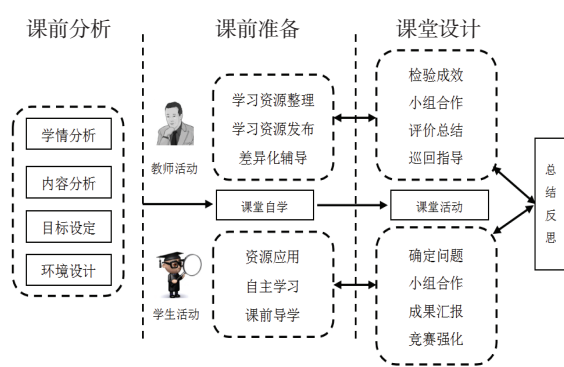 课前分析
课前准备
课堂设计
学情分析
内容分析
目标设定
环境设计
教师活动
学习资源整理
学习资源发布
差异化辅导
检验成效
小组合作
评价总结
巡回指导
课堂自学
课堂活动
学生活动
资源应用
自主学习
课前导学
确定问题
小组合作
成果汇报
竞赛强化
总
结
反
思